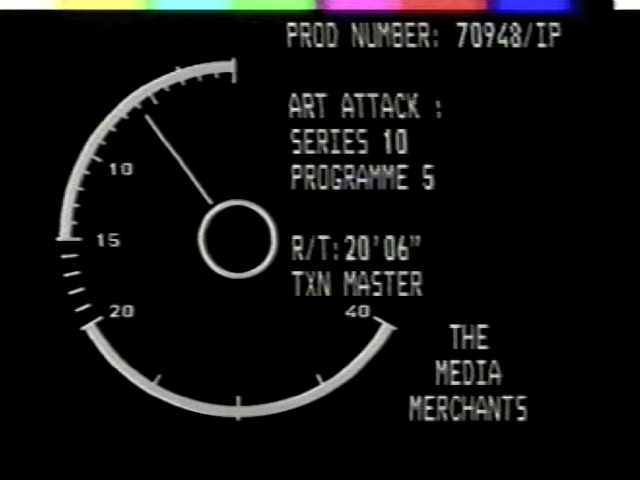 PROD NUMBER: 70948/IP
ART ATTACK :
SERIES 10
PROGRAMME 5
10
15
R/T: 20'06"
TXN MASTER
20
40
THE
MEDIA
MERCHANTS